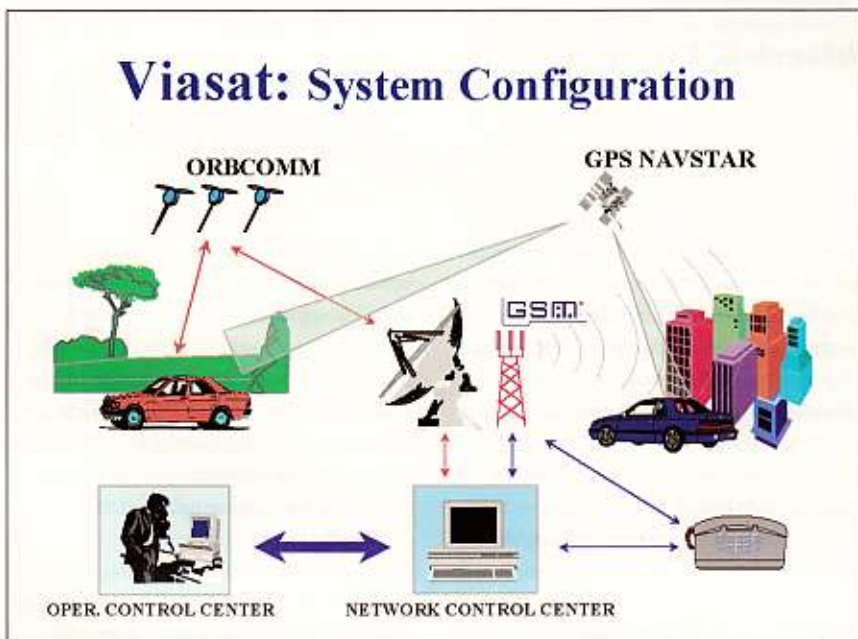 Viasat: System Configuration
ORBCOMM
GPS NAVSTAR
GSM
OPER. CONTROL CENTER
NETWORK CONTROL CENTER